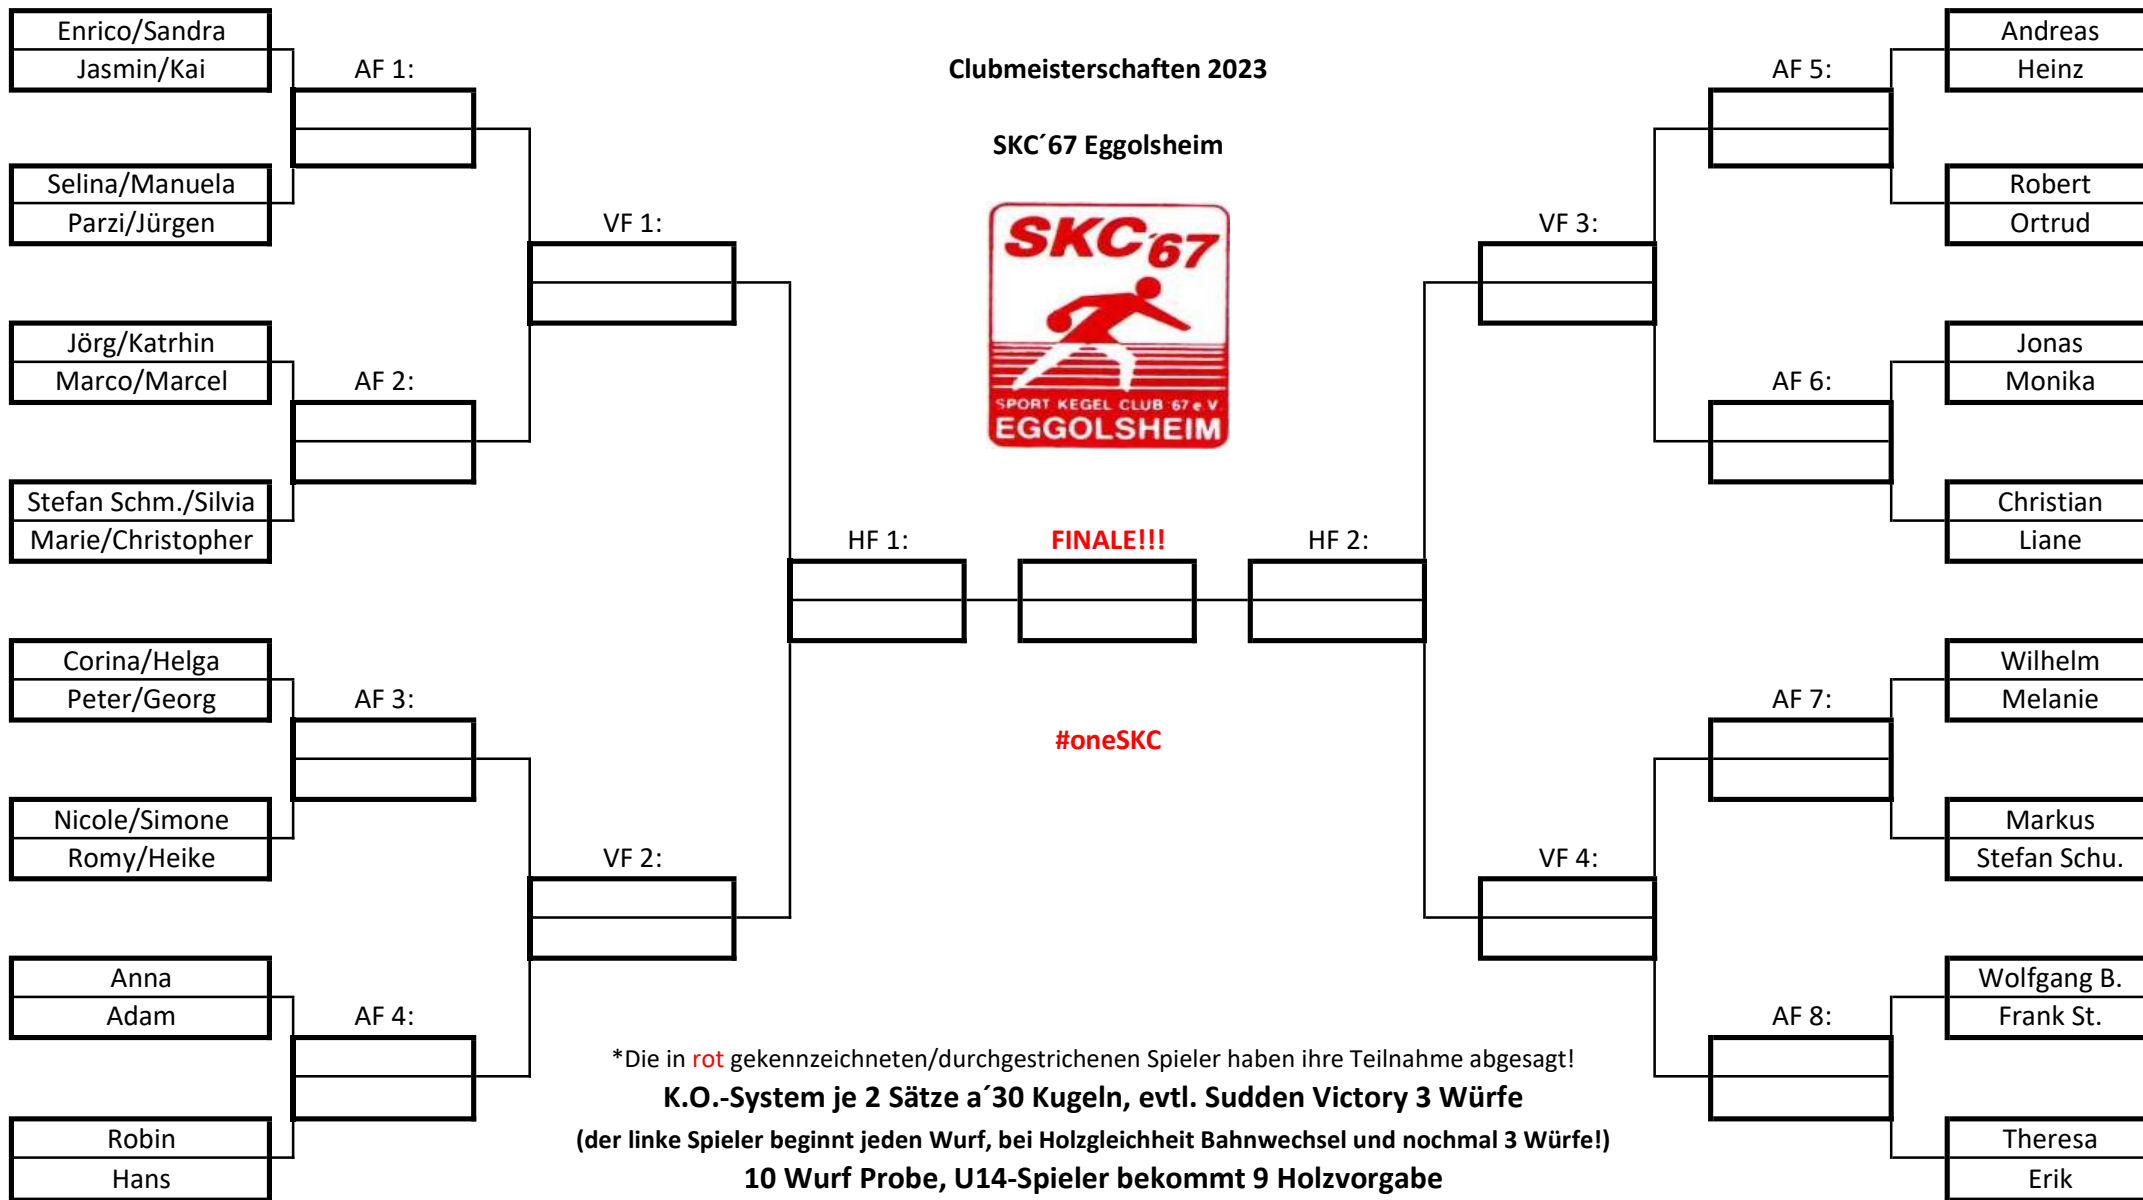 Clubmeisterschaften 2023
SKC´67 Eggolsheim
SKC'67
SPORT KEGEL CLUB '67 e.V
EGGOLSHEIM
Enrico/Sandra
Jasmin/Kai
AF 1:
Selina/Manuela
Parzi/Jürgen
VF 1:
Jörg/Katrhin
Marco/Marcel
AF 2:
Stefan Schm./Silvia
Marie/Christopher
HF 1:
FINALE!!!
HF 2:
Corina/Helga
Peter/Georg
AF 3:
#oneSKC
Nicole/Simone
Romy/Heike
VF 2:
Anna
Adam
AF 4:
Robin
Hans
Andreas
Heinz
AF 5:
Robert
Ortrud
VF 3:
Jonas
Monika
AF 6:
Christian
Liane
Wilhelm
Melanie
AF 7:
Markus
Stefan Schu.
VF 4:
Wolfgang B.
Frank St.
AF 8:
Theresa
Erik
*Die in rot gekennzeichneten/durchgestrichenen Spieler haben ihre Teilnahme abgesagt!
K.O.-System je 2 Sätze a´30 Kugeln, evtl. Sudden Victory 3 Würfe
(der linke Spieler beginnt jeden Wurf, bei Holzgleichheit Bahnwechsel und nochmal 3 Würfe!)
10 Wurf Probe, U14-Spieler bekommt 9 Holzvorgabe